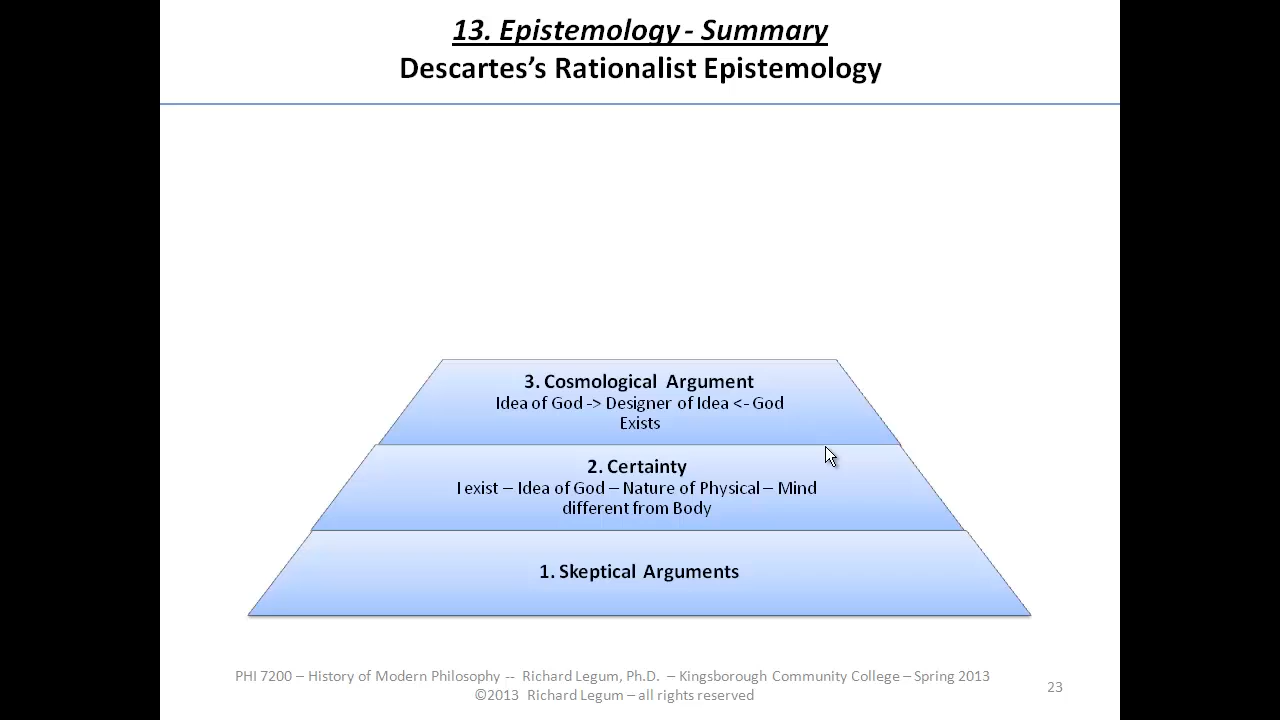 13. Epistemology - Summary
Descartes’s Rationalist Epistemology
3. Cosmological Argument
Idea of God -> Designer of Idea <- God
Exists
2. Certainty
I exist – Idea of God – Nature of Physical – Mind
different from Body
1. Skeptical Arguments
PHI 7200 – History of Modern Philosophy -- Richard Legum, Ph.D. – Kingsborough Community College – Spring 2013
©2013 Richard Legum – all rights reserved
23